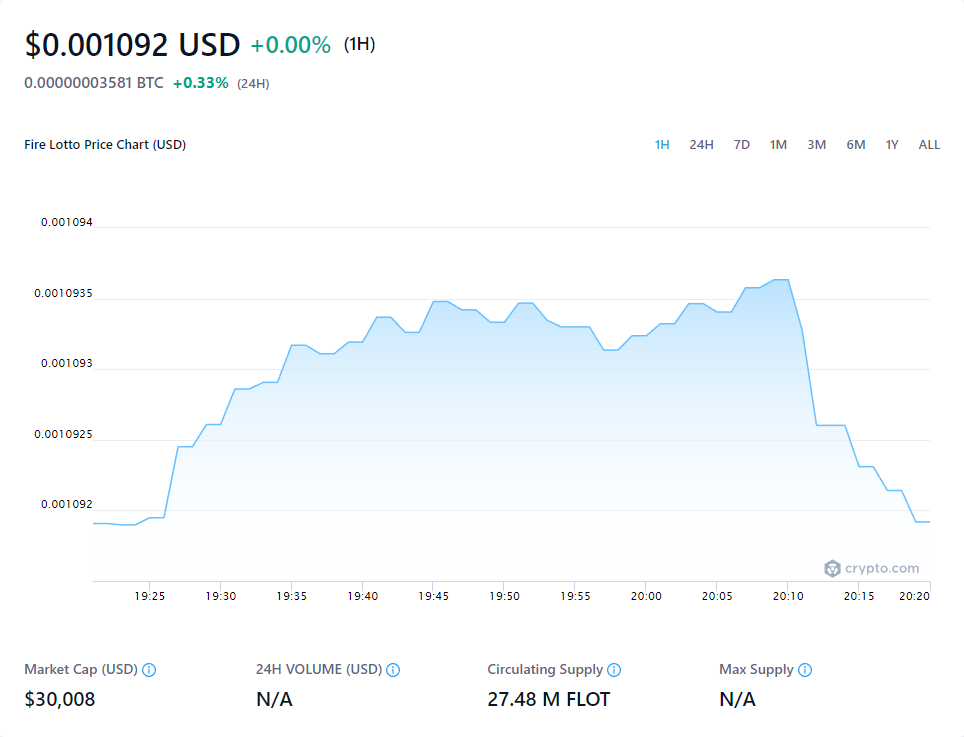 $0.001092 USD +0.00% (1H)
0.00000003581 BTC +0.33% (24H)
Fire Lotto Price Chart (USD) 1H 24H 7D 1M 3M 6M 1Y ALL
0.001094
0.0010935
0.001093
0.0010925
0.001092
crypto.com
19:25 19:30 19:35 19:40 19:45 19:50 19:55 20:00 20:05 20:10 20:15 20:20
Market Cap (USD) 24H VOLUME (USD) Circulating Supply Max Supply
$30,008 N/A 27.48 M FLOT N/A